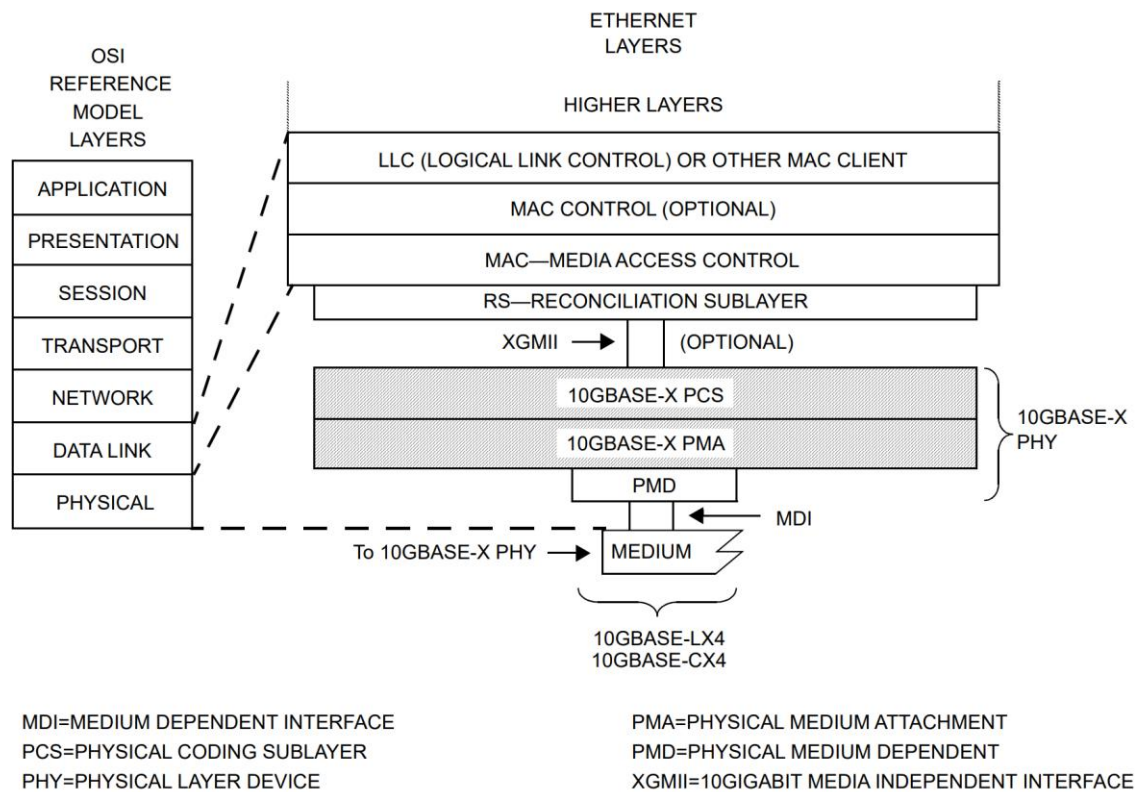 ETHERNET
LAYERS
OSI
REFERENCE
MODEL
LAYERS
HIGHER LAYERS
LLC (LOGICAL LINK CONTROL) OR OTHER MAC CLIENT
APPLICATION
MAC CONTROL (OPTIONAL)
PRESENTATION
MAC—MEDIA ACCESS CONTROL
SESSION
RS—RECONCILIATION SUBLAYER
TRANSPORT
XGMII
(OPTIONAL)
NETWORK
10GBASE-X PCS
10GBASE-X
PHY
DATA LINK
10GBASE-X PMA
PHYSICAL
PMD
MDI
To 10GBASE-X PHY
MEDIUM
10GBASE-LX4
10GBASE-CX4
MDI=MEDIUM DEPENDENT INTERFACE
PCS=PHYSICAL CODING SUBLAYER
PHY=PHYSICAL LAYER DEVICE
PMA=PHYSICAL MEDIUM ATTACHMENT
PMD=PHYSICAL MEDIUM DEPENDENT
XGMII=10GIGABIT MEDIA INDEPENDENT INTERFACE